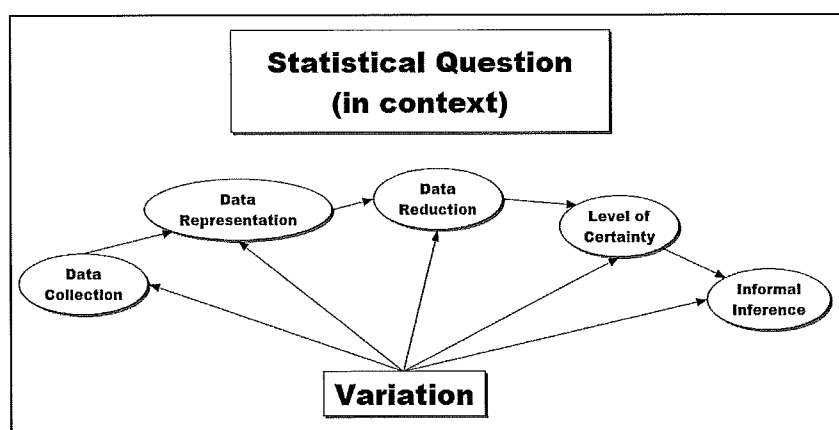 Statistical Question
(in context)
Data
Representation
Data
Reduction
Level of
Certainty
Data
Collection
Informal
Inference
Variation